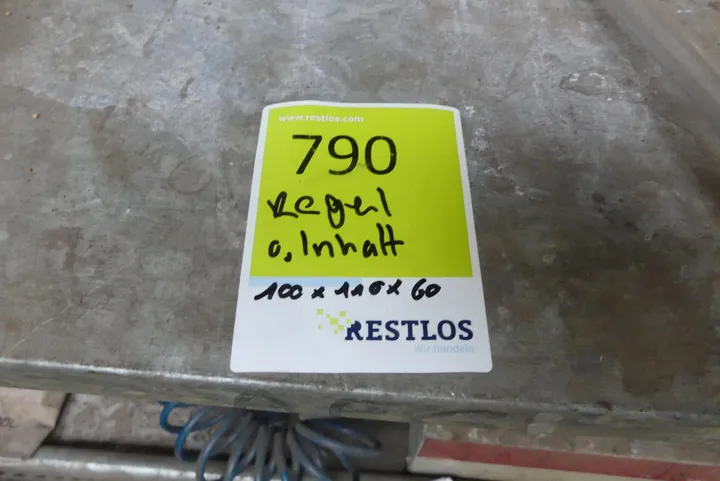 www.restlos.com
790
Regal
o, Inhalt
100 x 110 x 60
RESTLOS
Wir handeln.